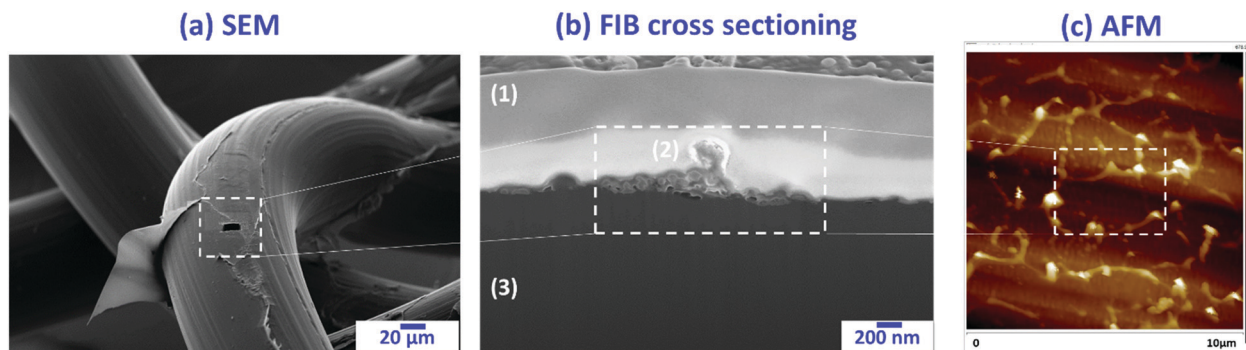 (a) SEM
(b) FIB cross sectioning
(c) AFM
(1)
(2)
(3)
20 µm
200 nm
0
10µm